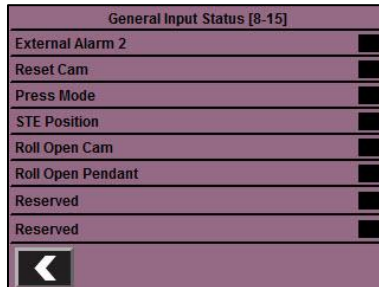 General Input Status [8-15]
External Alarm 2
Reset Cam
Press Mode
STE Position
Roll Open Cam
Roll Open Pendant
Reserved
Reserved